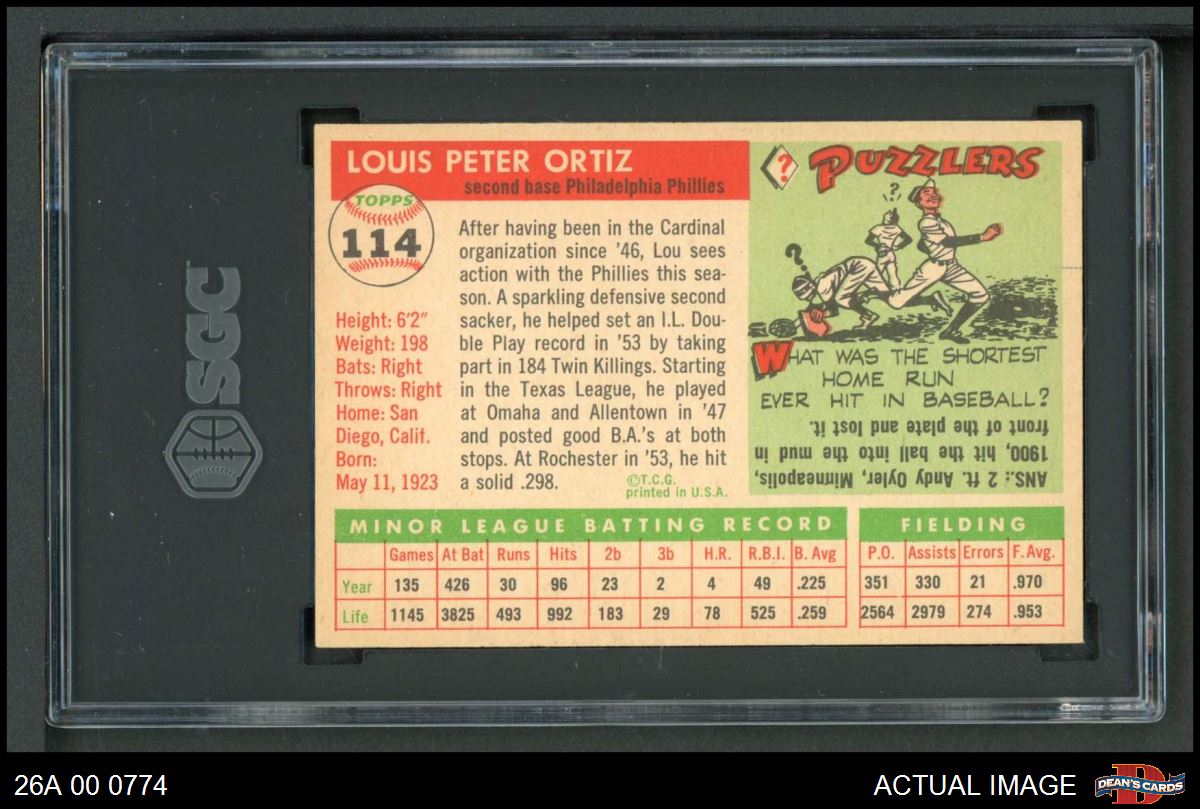 SGC
LOUIS PETER ORTIZ
second base Philadelphia Phillies
TOPPS
114
Height: 6'2"
Weight: 198
Bats: Right
Throws: Right
Home: San
Diego, Calif.
Born:
May 11, 1923
After having been in the Cardinal
organization since '46, Lou sees
action with the Phillies this sea-
son. A sparkling defensive second
sacker, he helped set an I.L. Dou-
ble Play record in '53 by taking
part in 184 Twin Killings. Starting
in the Texas League, he played
at Omaha and Allentown in '47
and posted good B.A.'s at both
stops. At Rochester in '53, he hit
a solid .298.
©T.C.G.
printed in U.S.A.
? PUZZLERS
?
?
WHAT WAS THE SHORTEST
HOME RUN
EVER HIT IN BASEBALL?
ANS.: 2 ft. Andy Oyler, Minneapolis,
1900, hit the ball into the mud in
front of the plate and lost it.
MINOR LEAGUE BATTING RECORD
Games At Bat Runs Hits 2b 3b H.R. R.B.I. B. Avg
Year 135 426 30 96 23 2 4 49 .225
Life 1145 3825 493 992 183 29 78 525 .259
FIELDING
P.O. Assists Errors F. Avg.
351 330 21 .970
2564 2979 274 .953
26A 00 0774
ACTUAL IMAGE
D
DEAN'S CARDS